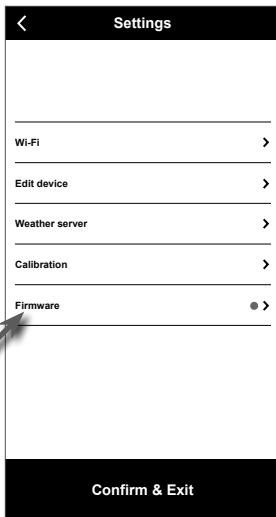 Settings
Wi-Fi
Edit device
Weather server
Calibration
Firmware
Confirm & Exit